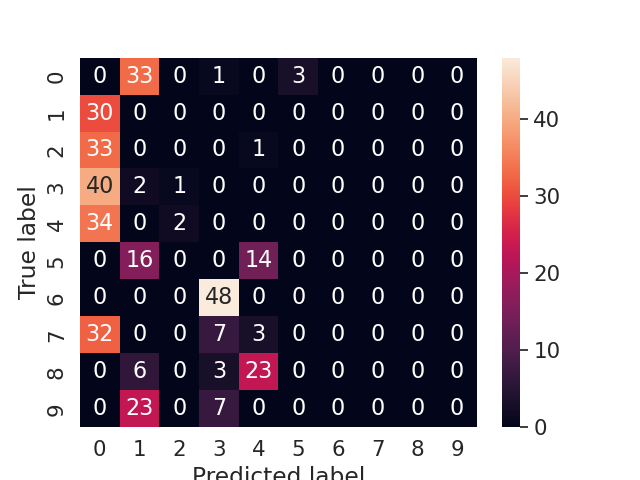 0 0 33 0 1 0 3 0 0 0 0
1 30 0 0 0 0 0 0 0 0 0
2 33 0 0 0 1 0 0 0 0 0
3 40 2 1 0 0 0 0 0 0 0
4 34 0 2 0 0 0 0 0 0 0
5 0 16 0 0 14 0 0 0 0 0
6 0 0 0 48 0 0 0 0 0 0
7 32 0 0 7 3 0 0 0 0 0
8 0 6 0 3 23 0 0 0 0 0
9 0 23 0 7 0 0 0 0 0 0
0 1 2 3 4 5 6 7 8 9
True label
Predicted label
40
30
20
10
0